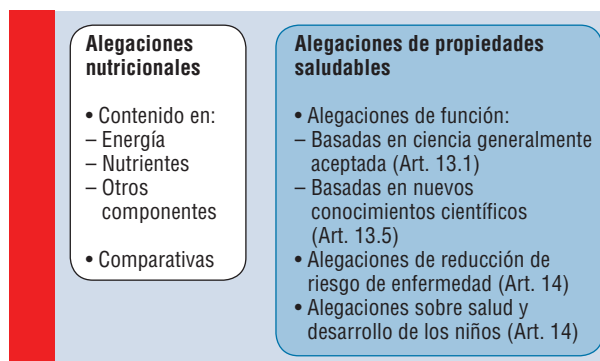 Alegaciones
nutricionales
• Contenido en:
– Energía
– Nutrientes
– Otros
componentes
• Comparativas
Alegaciones de propiedades
saludables
• Alegaciones de función:
– Basadas en ciencia generalmente
aceptada (Art. 13.1)
– Basadas en nuevos
conocimientos científicos
(Art. 13.5)
• Alegaciones de reducción de
riesgo de enfermedad (Art. 14)
• Alegaciones sobre salud y
desarrollo de los niños (Art. 14)